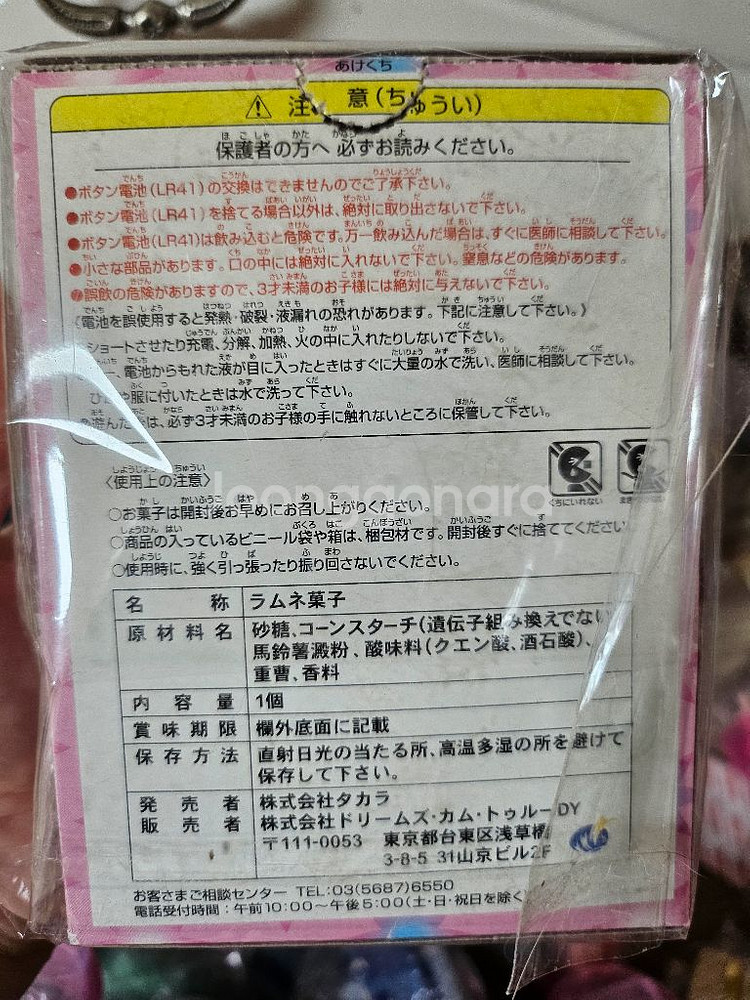 あけくち
⚠ 注意(ちゅうい)
保護者の方へ 必ずお読みください。
●ボタン電池(LR41)の交換はできませんのでご了承下さい。
●ボタン電池(LR41)を捨てる場合以外は、絶対に取り出さないで下さい。
●ボタン電池(LR41)は飲み込むと危険です。万一飲み込んだ場合は、すぐに医師に相談して下さい。
●小さな部品があります。口の中には絶対に入れないで下さい。窒息などの危険があります。
●誤飲の危険がありますので、3才未満のお子様には絶対に与えないで下さい。
《電池を誤使用すると発熱・破裂・液漏れの恐れがあります。下記に注意して下さい。》
ショートさせたり充電、分解、加熱、火の中に入れたりしないで下さい。
電池からもれた液が目に入ったときはすぐに大量の水で洗い、医師に相談して下さい。
や服に付いたときは水で洗って下さい。
は、必ず3才未満のお子様の手に触れないところに保管して下さい。
〈使用上の注意〉
くちにいれない
loongoonara
○お菓子は開封後お早めにお召し上がりください。
○商品の入っているビニール袋や箱は、梱包材です。開封後すぐに捨ててください
○使用時に、強く引っ張ったり振り回さないでください。
名称 ラムネ菓子
原材料名 砂糖、コーンスターチ(遺伝子組み換えでない
馬鈴薯澱粉、酸味料(クエン酸、酒石酸)、
重曹、香料
内容量 1個
賞味期限 欄外底面に記載
保存方法 直射日光の当たる所、高温多湿の所を避けて
保存して下さい。
発売者 株式会社タカラ
販売者 株式会社ドリームズ・カム・トゥルー DY
〒111-0053 東京都台東区浅草橋
3-8-5 31山京ビル2F
お客さまご相談センター TEL:03(5687)6550
電話受付時間:午前10:00~午後5:00(土・日・祝日を除く